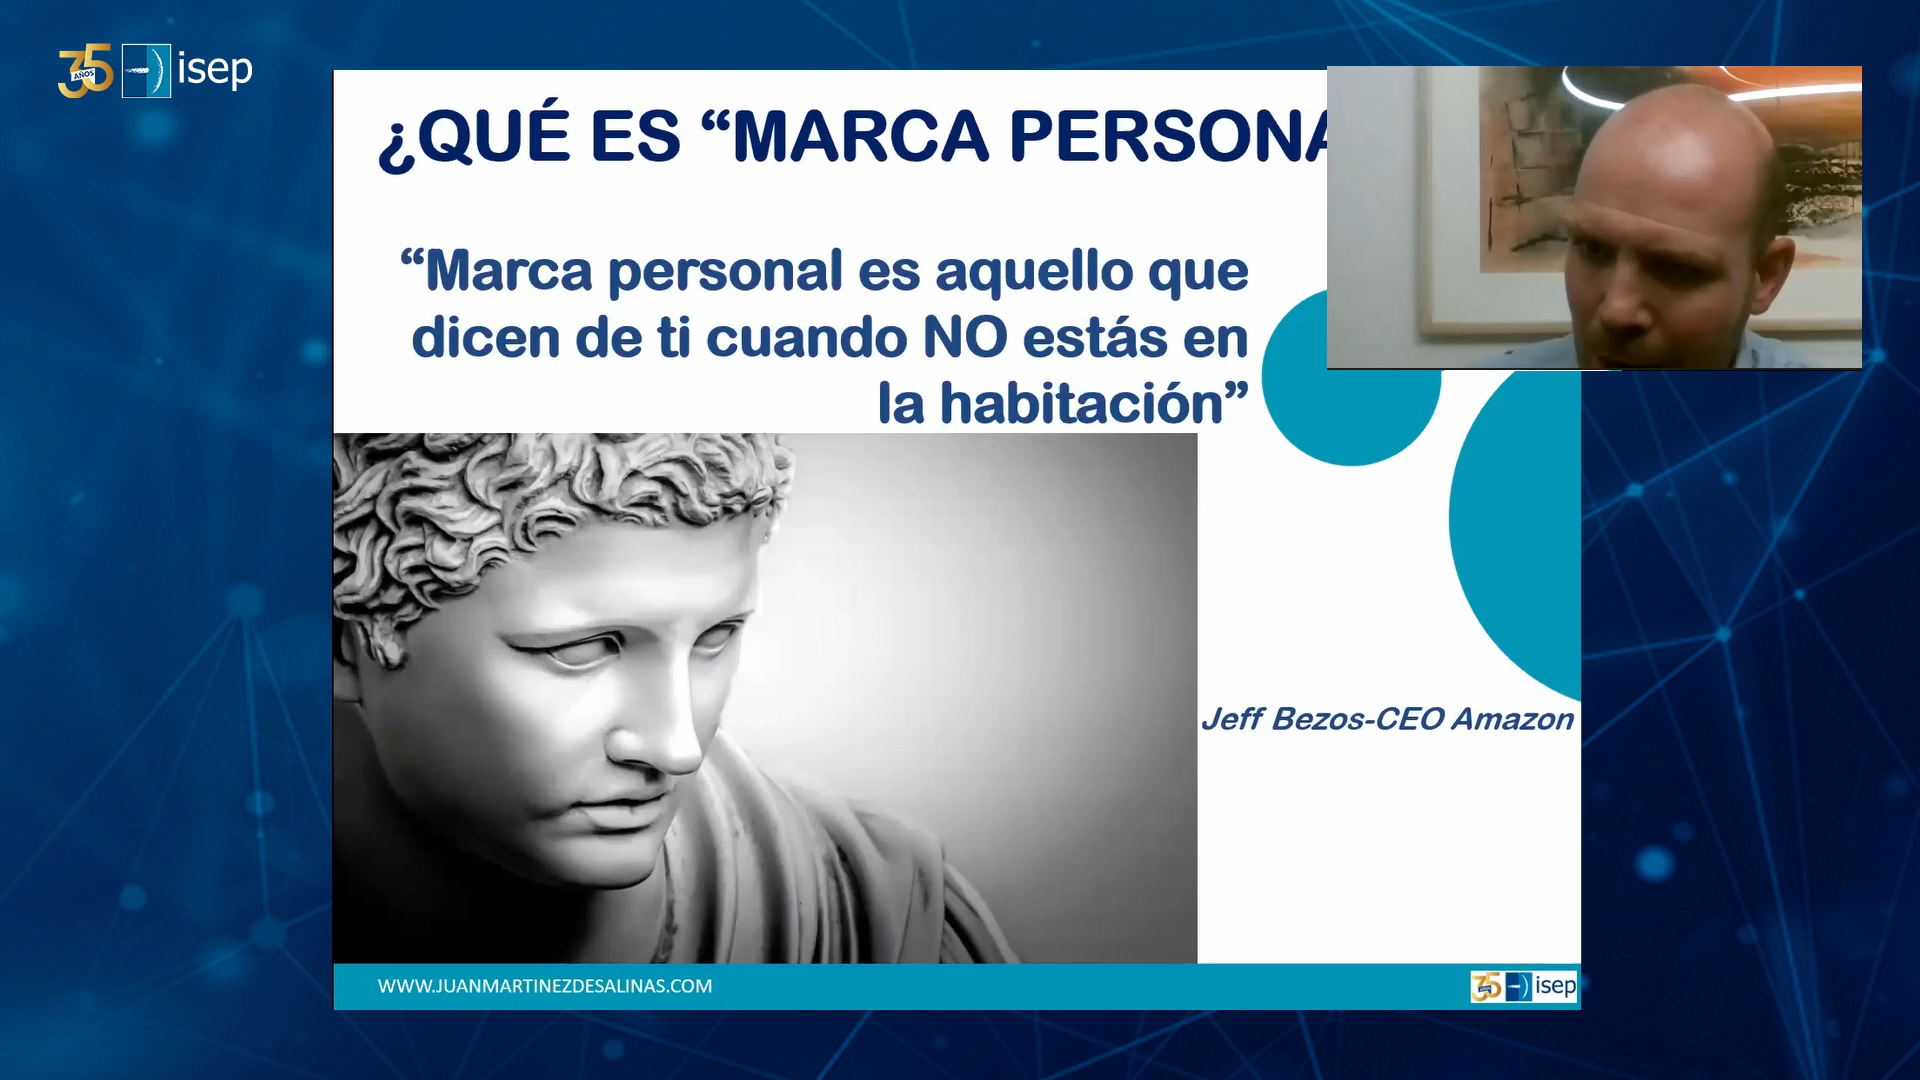 35 AÑOS isep
¿QUÉ ES “MARCA PERSONA
“Marca personal es aquello que
dicen de ti cuando NO estás en
la habitación”
Jeff Bezos-CEO Amazon
WWW.JUANMARTINEZDESALINAS.COM
35 AÑOS isep